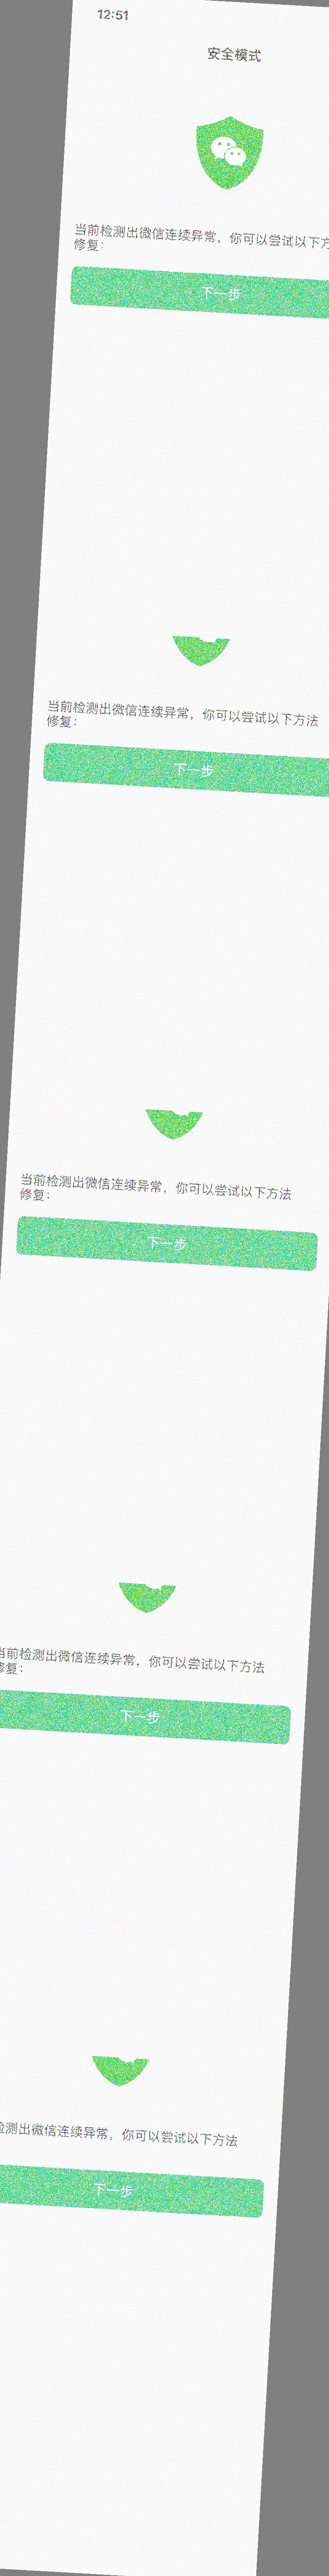 12:51
安全模式
当前检测出微信连续异常，你可以尝试以下方
修复：
下一步
当前检测出微信连续异常，你可以尝试以下方法
修复：
下一步
当前检测出微信连续异常，你可以尝试以下方法
修复：
下一步
当前检测出微信连续异常，你可以尝试以下方法
修复：
下一步
检测出微信连续异常，你可以尝试以下方法
下一步